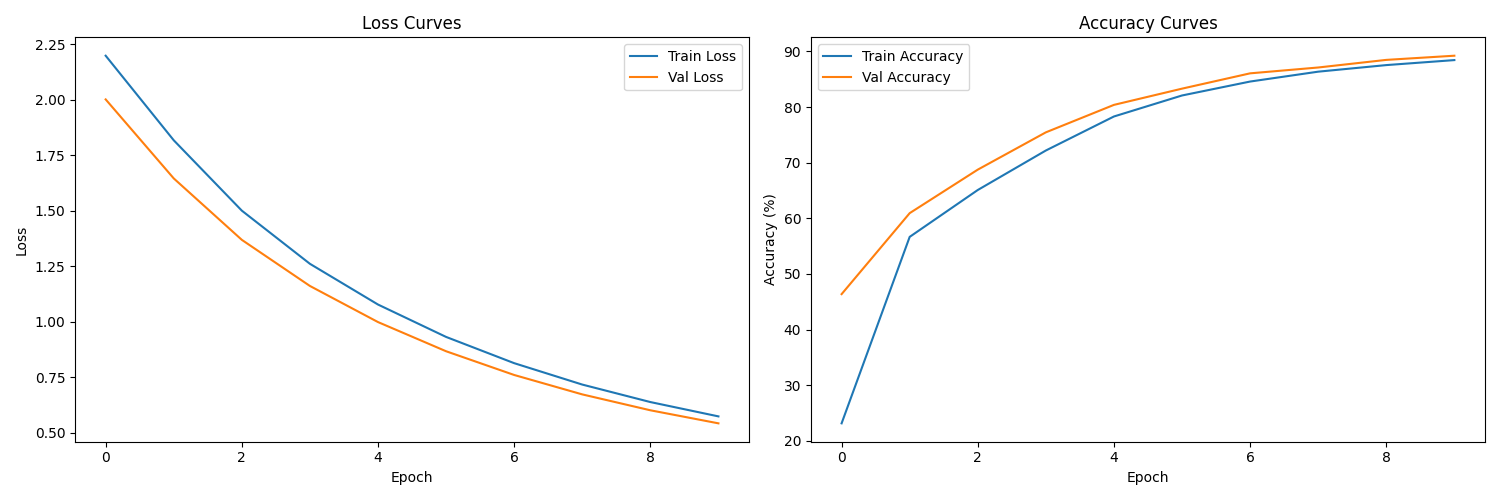 Loss Curves
2.25
2.00
1.75
1.50
1.25
1.00
0.75
0.50
Loss
0 2 4 6 8
Epoch
Train Loss
Val Loss
Accuracy Curves
90
80
70
60
50
40
30
20
Accuracy (%)
0 2 4 6 8
Epoch
Train Accuracy
Val Accuracy